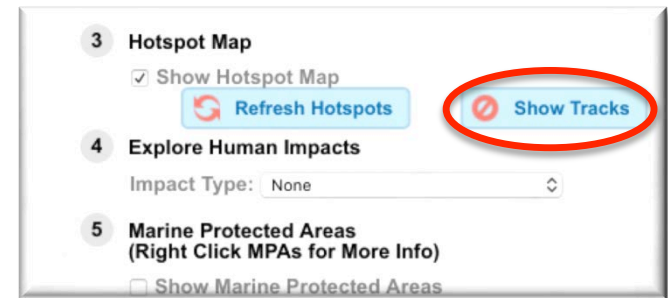 3 Hotspot Map
Show Hotspot Map
Refresh Hotspots Show Tracks
4 Explore Human Impacts
Impact Type: None
5 Marine Protected Areas
(Right Click MPAs for More Info)
Show Marine Protected Areas